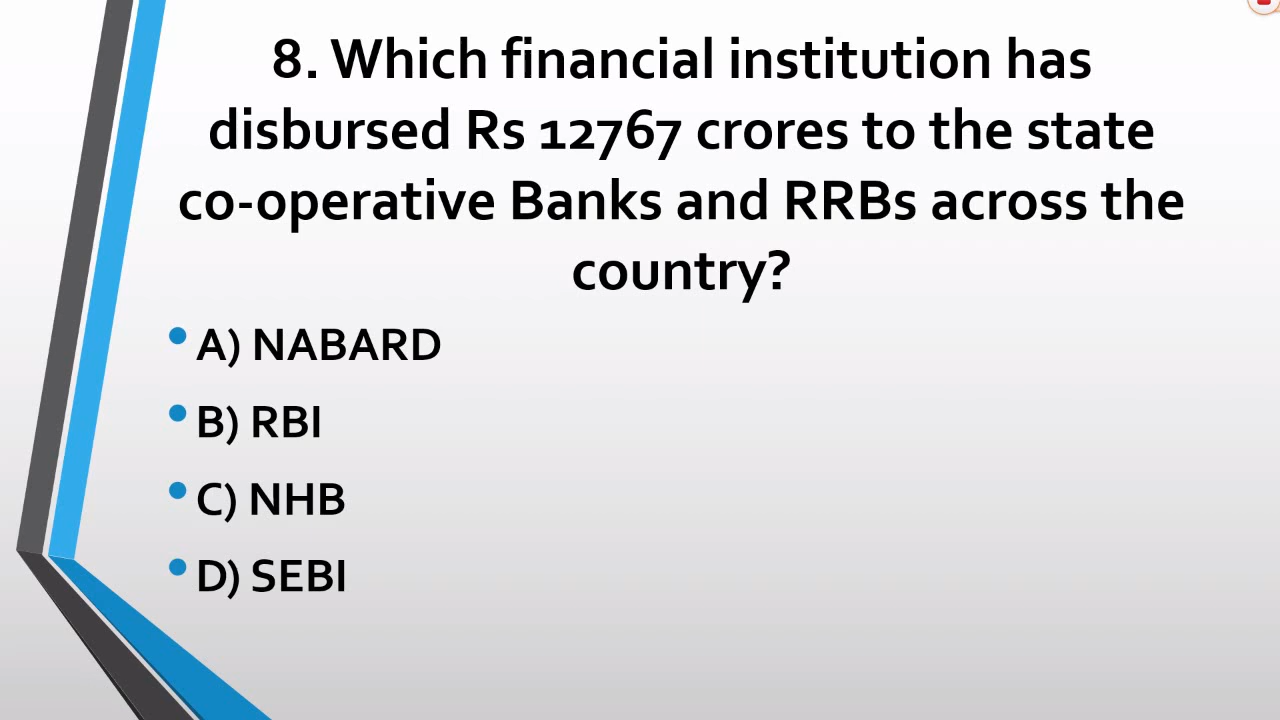 8. Which financial institution has
disbursed Rs 12767 crores to the state
co-operative Banks and RRBs across the
country?
A) NABARD
B) RBI
C) NHB
D) SEBI